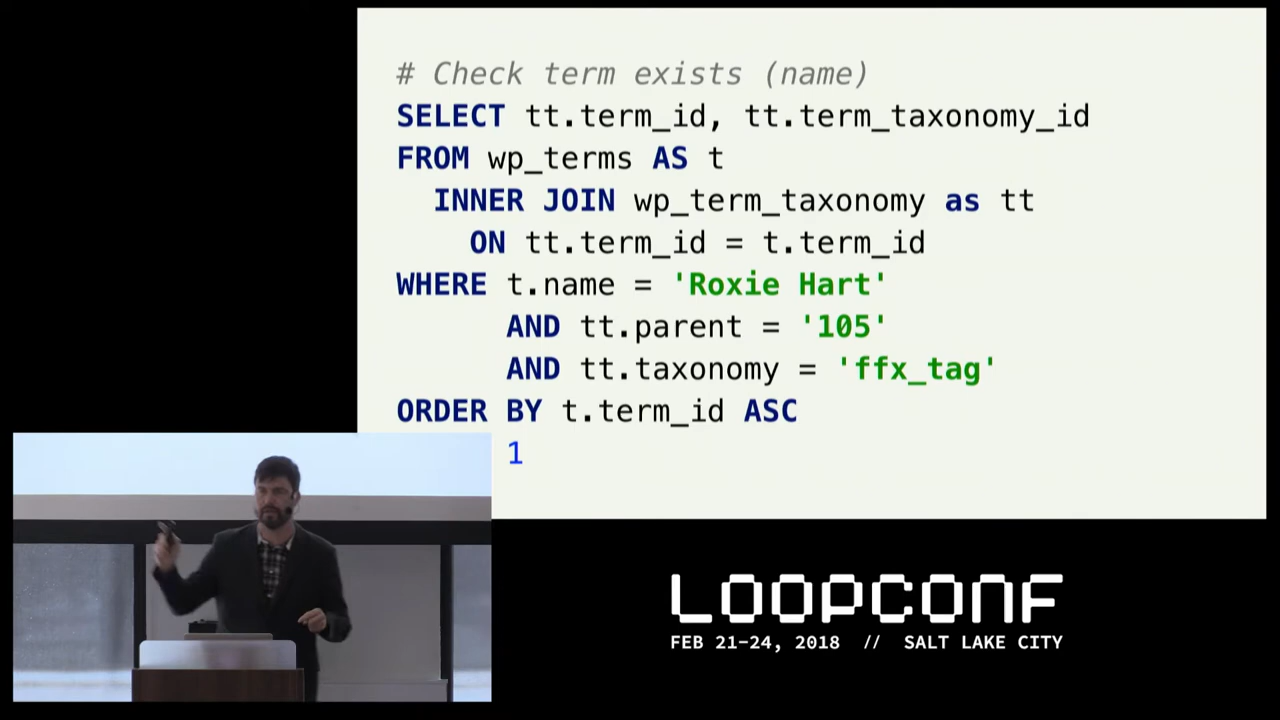 # Check term exists (name)
SELECT tt.term_id, tt.term_taxonomy_id
FROM wp_terms AS t
INNER JOIN wp_term_taxonomy as tt
ON tt.term_id = t.term_id
WHERE t.name = 'Roxie Hart'
AND tt.parent = '105'
AND tt.taxonomy = 'ffx_tag'
ORDER BY t.term_id ASC
1
LOOPCONF
FEB 21-24, 2018 // SALT LAKE CITY